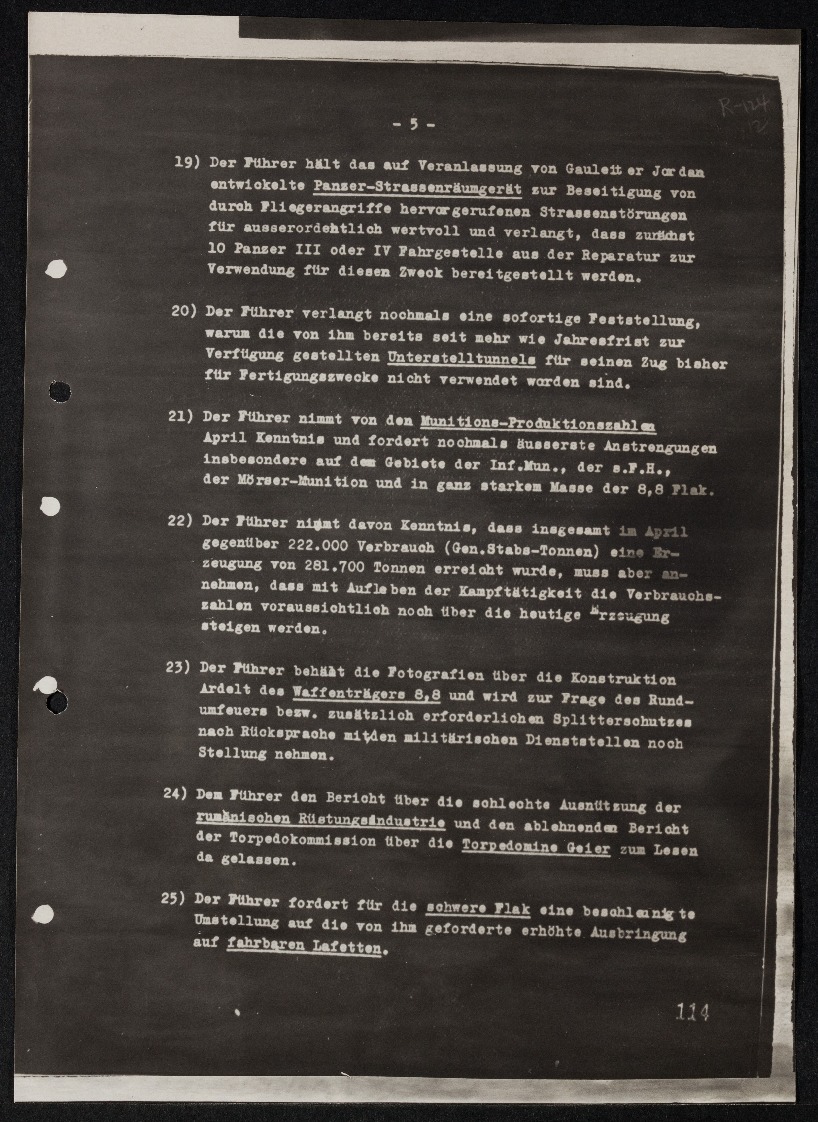 R-124
12
- 5 -
19) Der Führer hält das auf Veranlassung von Gauleiter Jordan
entwickelte Panzer-Strassenräumgerät zur Beseitigung von
durch Fliegerangriffe hervorgerufenen Strassenstörungen
für ausserordehtlich wertvoll und verlangt, dass zunächst
10 Panzer III oder IV Fahrgestelle aus der Reparatur zur
Verwendung für diesen Zweck bereitgestellt werden.
20) Der Führer verlangt nochmals eine sofortige Feststellung,
warum die von ihm bereits seit mehr wie Jahresfrist zur
Verfügung gestellten Unterstelltunnels für seinen Zug bisher
für Fertigungszwecke nicht verwendet worden sind.
21) Der Führer nimmt von den Munitions-Produktionszahlen
April Kenntnis und fordert nochmals äusserste Anstrengungen
insbesondere auf dem Gebiete der Inf.Mun., der s.F.H.,
der Mörser-Munition und in ganz starkem Masse der 8,8 Flak.
22) Der Führer nimmt davon Kenntnis, dass insgesamt im April
gegenüber 222.000 Verbrauch (Gen.Stabs-Tonnen) eine Er-
zeugung von 281.700 Tonnen erreicht wurde, muss aber an-
nehmen, dass mit Aufleben der Kampftätigkeit die Verbrauchs-
zahlen voraussichtlich noch über die heutige Erzeugung
steigen werden.
23) Der Führer behält die Fotografien über die Konstruktion
Ardelt des Waffenträgers 8,8 und wird zur Frage des Rund-
umfeuers bezw. zusätzlich erforderlichen Splitterschutzes
nach Rücksprache mit den militärischen Dienststellen noch
Stellung nehmen.
24) Dem Führer den Bericht über die schlechte Ausnützung der
rumänischen Rüstungsindustrie und den ablehnenden Bericht
der Torpedokommission über die Torpedomine Geier zum Lesen
da gelassen.
25) Der Führer fordert für die schwere Flak eine beschleunigte
Umstellung auf die von ihm geforderte erhöhte Ausbringung
auf fahrbaren Lafetten.
114